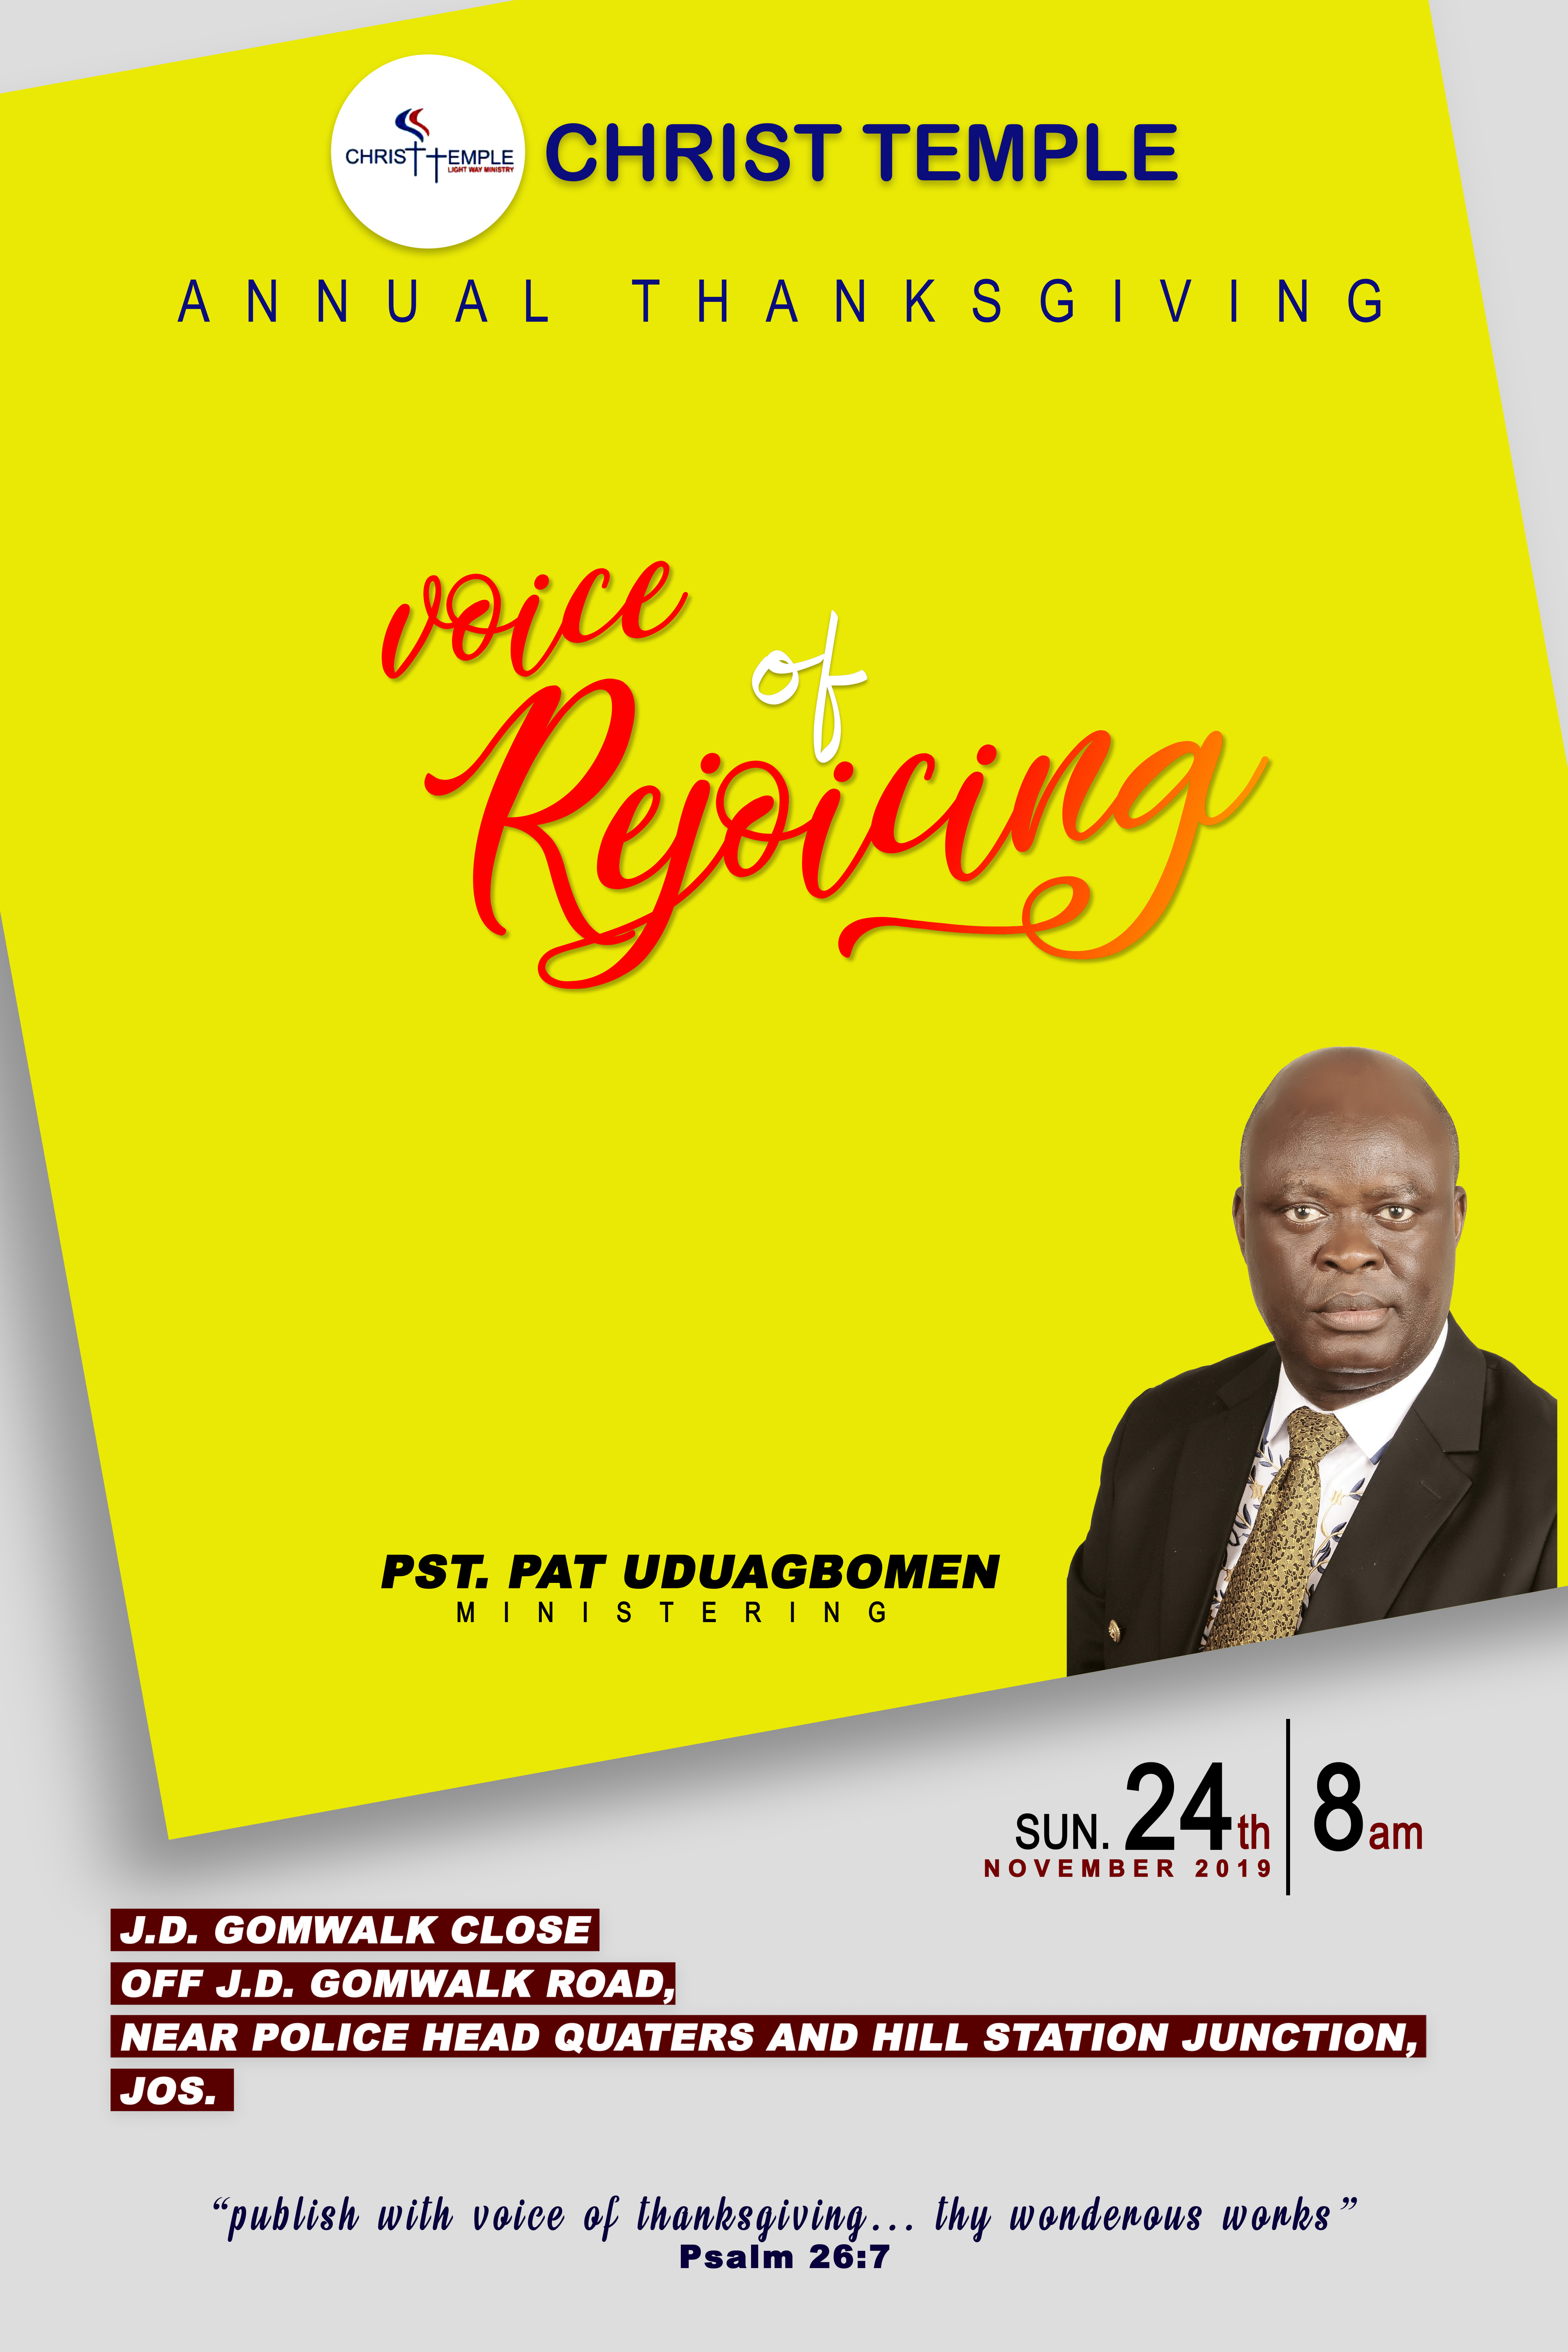 CHRIST TEMPLE
LIGHT WAY MINISTRY
CHRIST TEMPLE
ANNUAL THANKSGIVING
voice
of
Rejoicing
PST. PAT UDUAGBOMEN
MINISTERING
SUN. 24th 8am
NOVEMBER 2019
J.D. GOMWALK CLOSE
OFF J.D. GOMWALK ROAD,
NEAR POLICE HEAD QUATERS AND HILL STATION JUNCTION,
JOS.
“publish with voice of thanksgiving... thy wonderous works”
Psalm 26:7